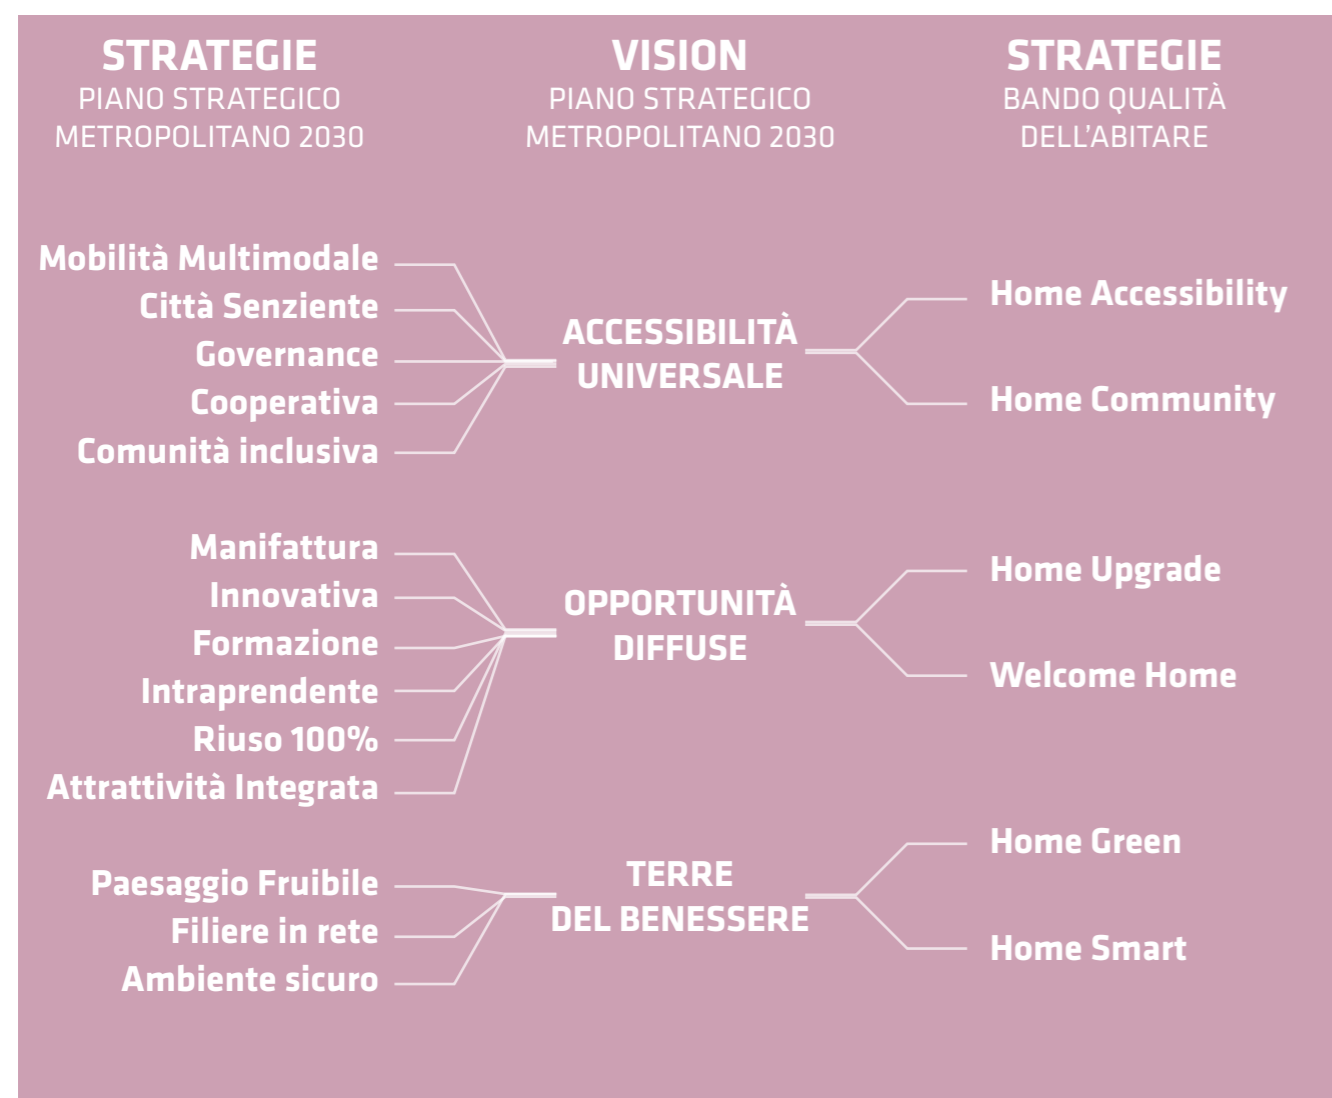 STRATEGIE
PIANO STRATEGICO
METROPOLITANO 2030
VISION
PIANO STRATEGICO
METROPOLITANO 2030
STRATEGIE
BANDO QUALITÀ
DELL'ABITARE
Mobilità Multimodale
Città Senziente
Governance
Cooperativa
Comunità inclusiva
ACCESSIBILITÀ
UNIVERSALE
Home Accessibility
Home Community
Manifattura
Innovativa
Formazione
Intraprendente
Riuso 100%
Attrattività Integrata
OPPORTUNITÀ
DIFFUSE
Home Upgrade
Welcome Home
Paesaggio Fruibile
Filiere in rete
Ambiente sicuro
TERRE
DEL BENESSERE
Home Green
Home Smart